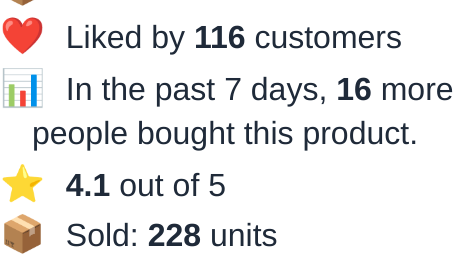 Liked by 116 customers
In the past 7 days, 16 more
people bought this product.
4.1 out of 5
Sold: 228 units